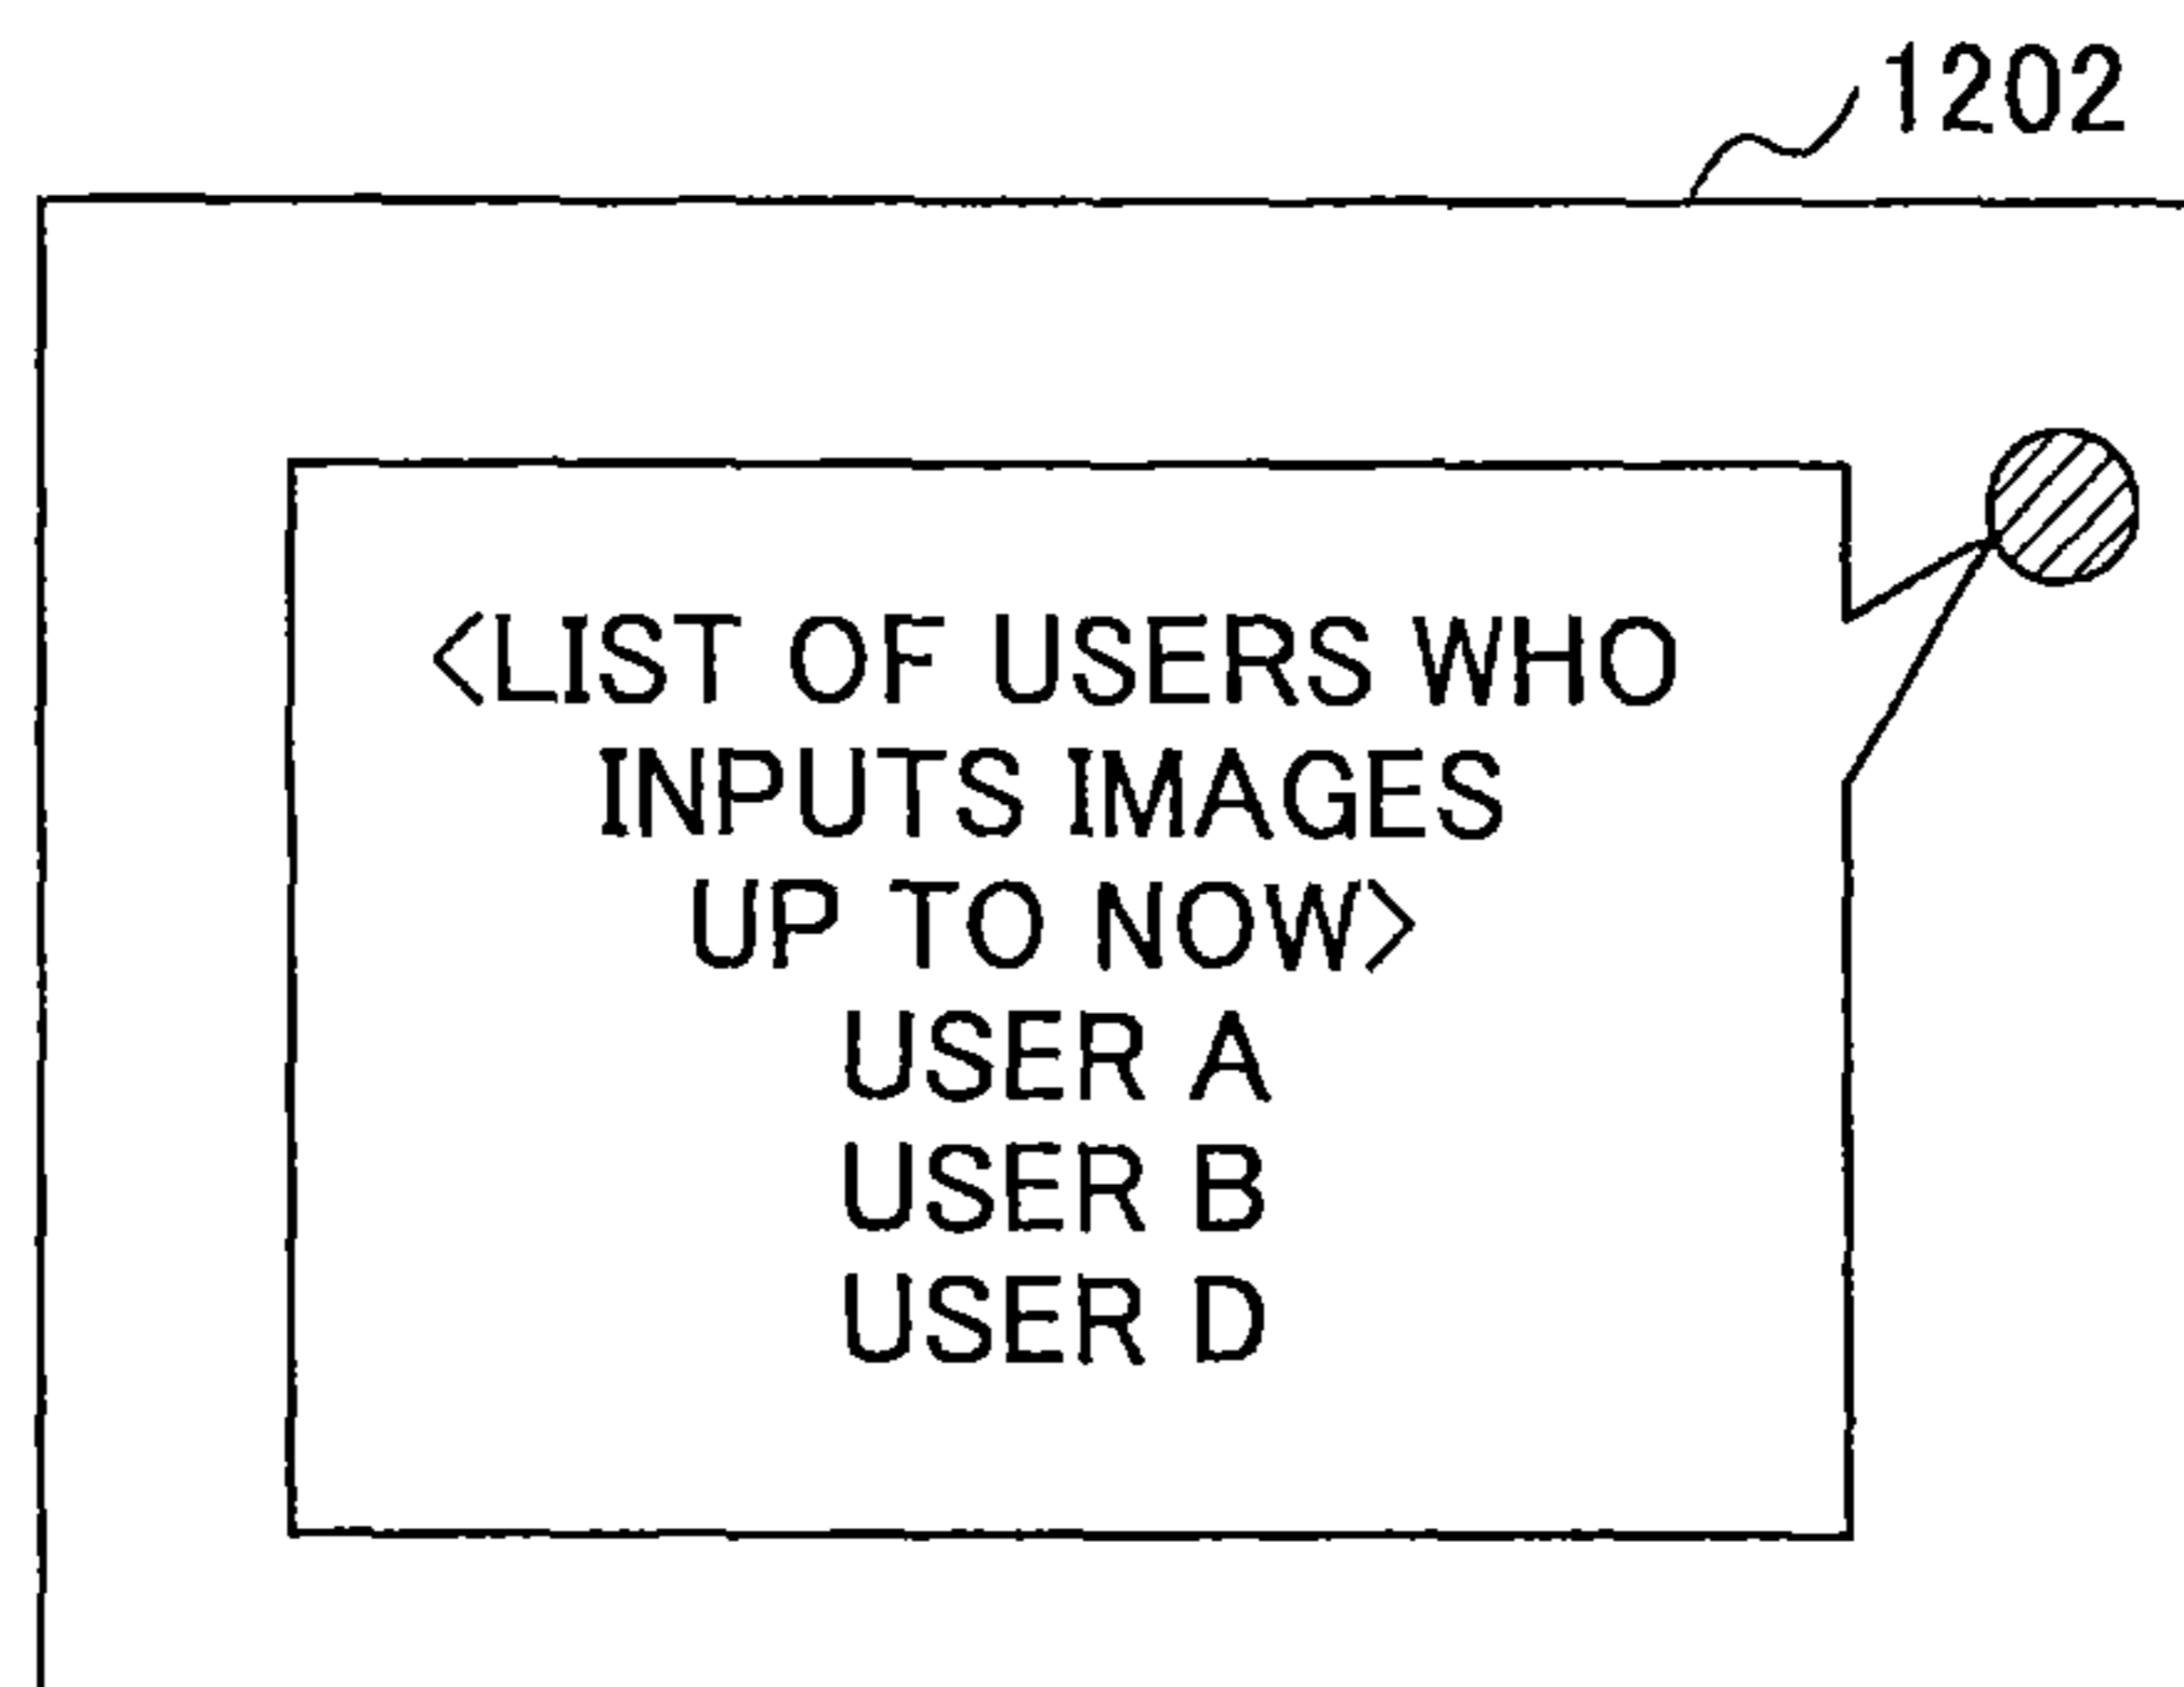 1202
<LIST OF USERS WHO
INPUTS IMAGES
UP TO NOW>
USER A
USER B
USER D